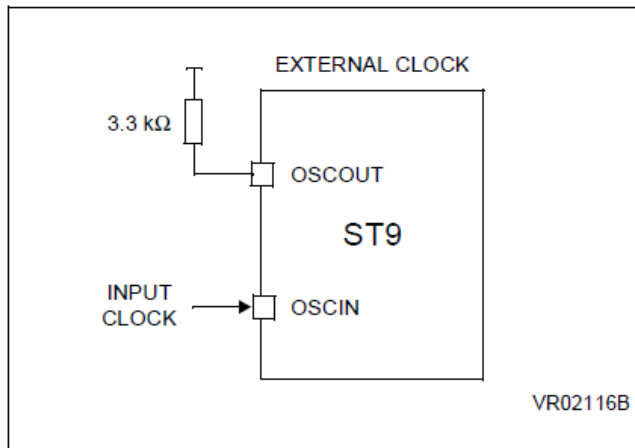 EXTERNAL CLOCK
3.3 kΩ
OSCOUT
ST9
INPUT
CLOCK
OSCIN
VR02116B